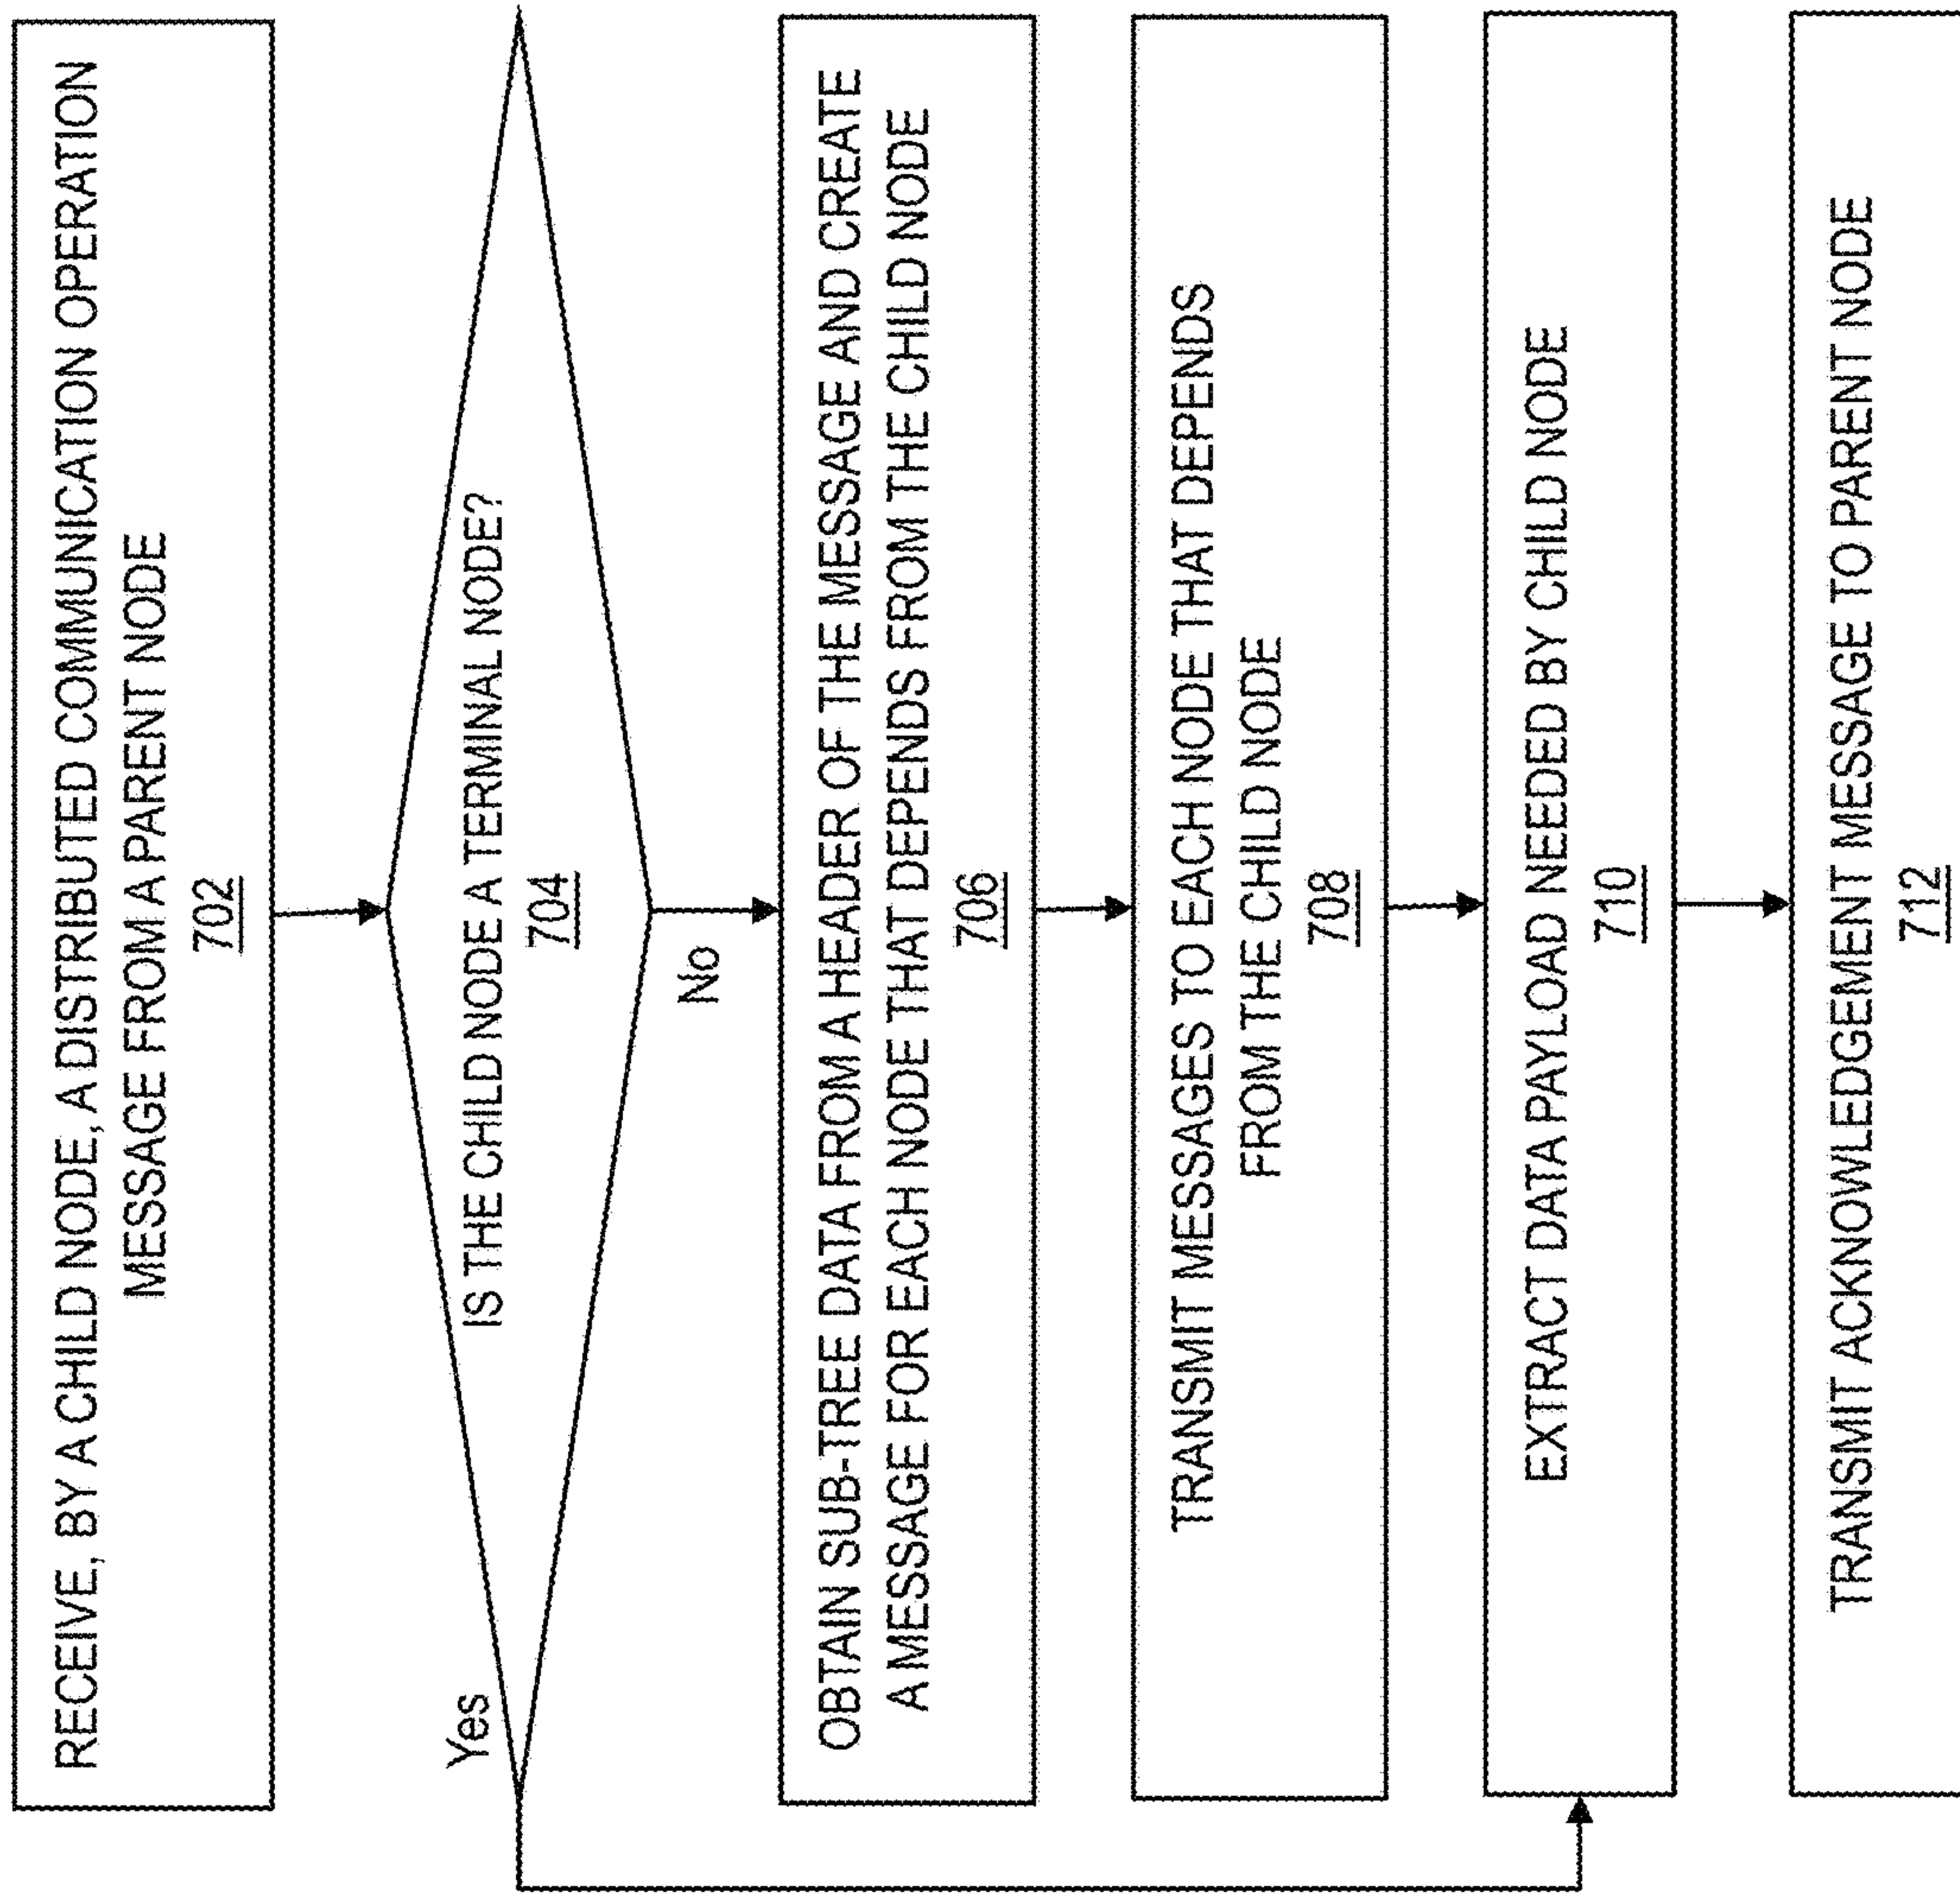 RECEIVE, BY A CHILD NODE, A DISTRIBUTED COMMUNICATION OPERATION
MESSAGE FROM A PARENT NODE
702
IS THE CHILD NODE A TERMINAL NODE?
704
Yes
No
OBTAIN SUB-TREE DATA FROM A HEADER OF THE MESSAGE AND CREATE
A MESSAGE FOR EACH NODE THAT DEPENDS FROM THE CHILD NODE
706
TRANSMIT MESSAGES TO EACH NODE THAT DEPENDS
FROM THE CHILD NODE
708
EXTRACT DATA PAYLOAD NEEDED BY CHILD NODE
710
TRANSMIT ACKNOWLEDGEMENT MESSAGE TO PARENT NODE
712